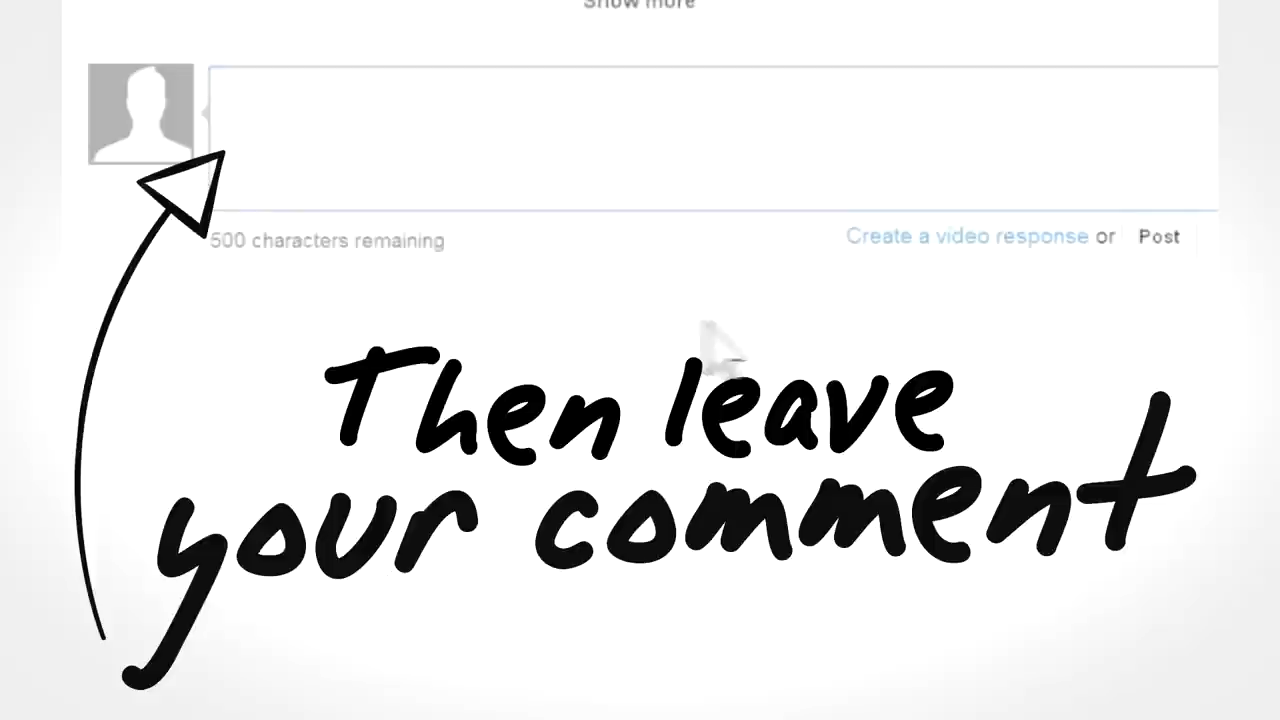 Show more
500 characters remaining
Create a video response or Post
Then leave
your comment